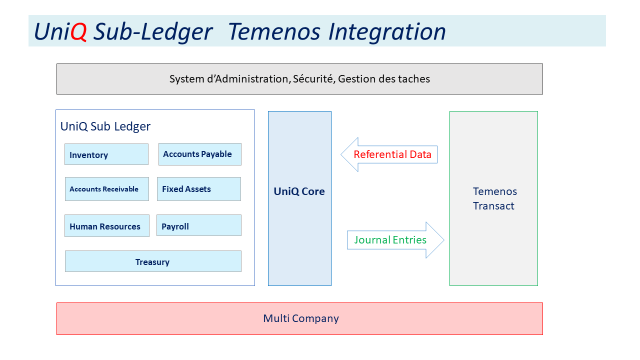 UniQ Sub-Ledger Temenos Integration
System d'Administration, Sécurité, Gestion des taches
UniQ Sub Ledger
Inventory
Accounts Payable
Accounts Receivable
Fixed Assets
Human Resources
Payroll
Treasury
UniQ Core
Referential Data
Journal Entries
Temenos
Transact
Multi Company